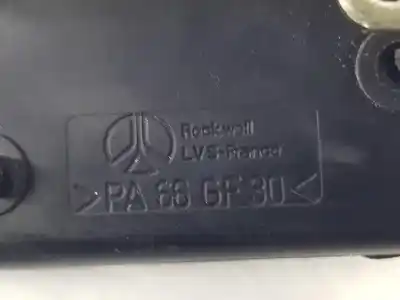 Rockwell
LVS-France
>PA 66 GF 30<